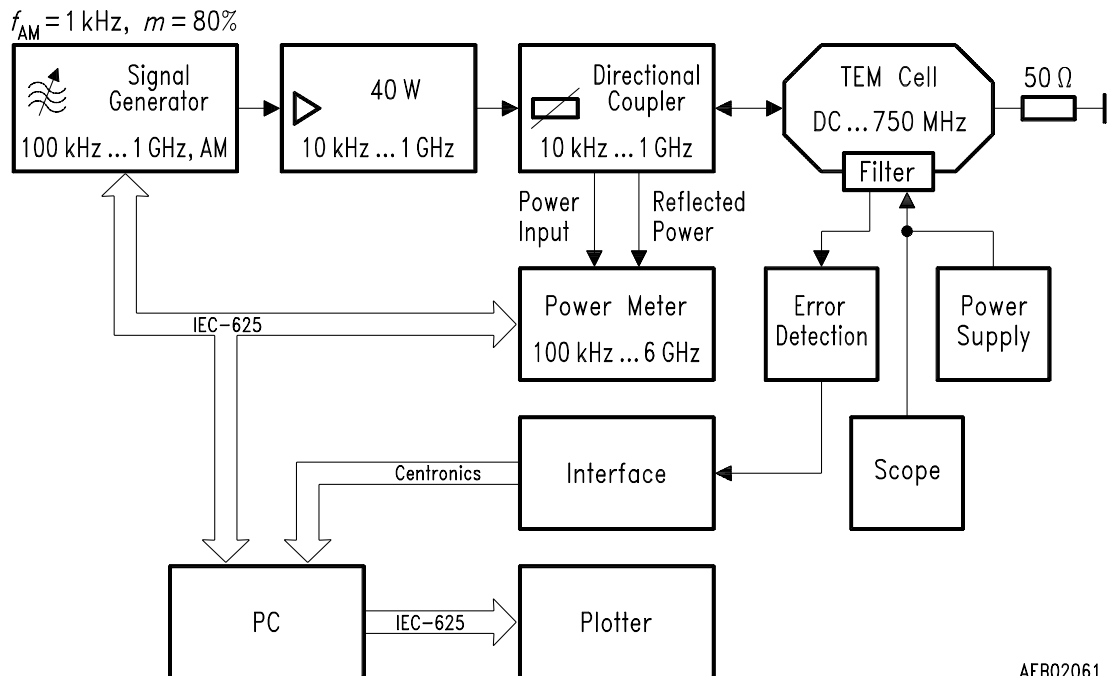 f_AM = 1 kHz, m = 80%
Signal
Generator
100 kHz ... 1 GHz, AM
40 W
10 kHz ... 1 GHz
Directional
Coupler
10 kHz ... 1 GHz
TEM Cell
DC ... 750 MHz
Filter
50 Ω
Power
Input
Reflected
Power
Power Meter
100 kHz ... 6 GHz
Error
Detection
Power
Supply
IEC-625
Centronics
Interface
Scope
PC
IEC-625
Plotter
AEB02061